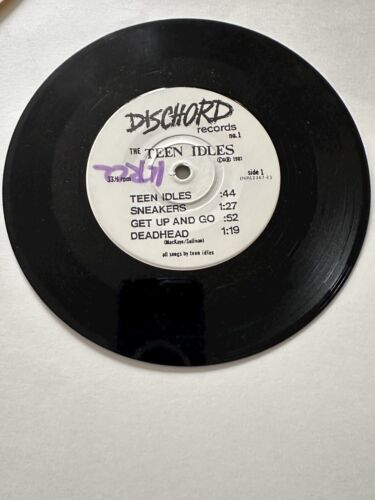 DISCHORD
records
no.1
THE TEEN IDLES
©℗ 1981
33⅓ rpm
side 1
TEEN IDLES :44
SNEAKERS 1:27
GET UP AND GO :52
DEADHEAD 1:19
(MacKaye/Sullivan)
all songs by teen idles